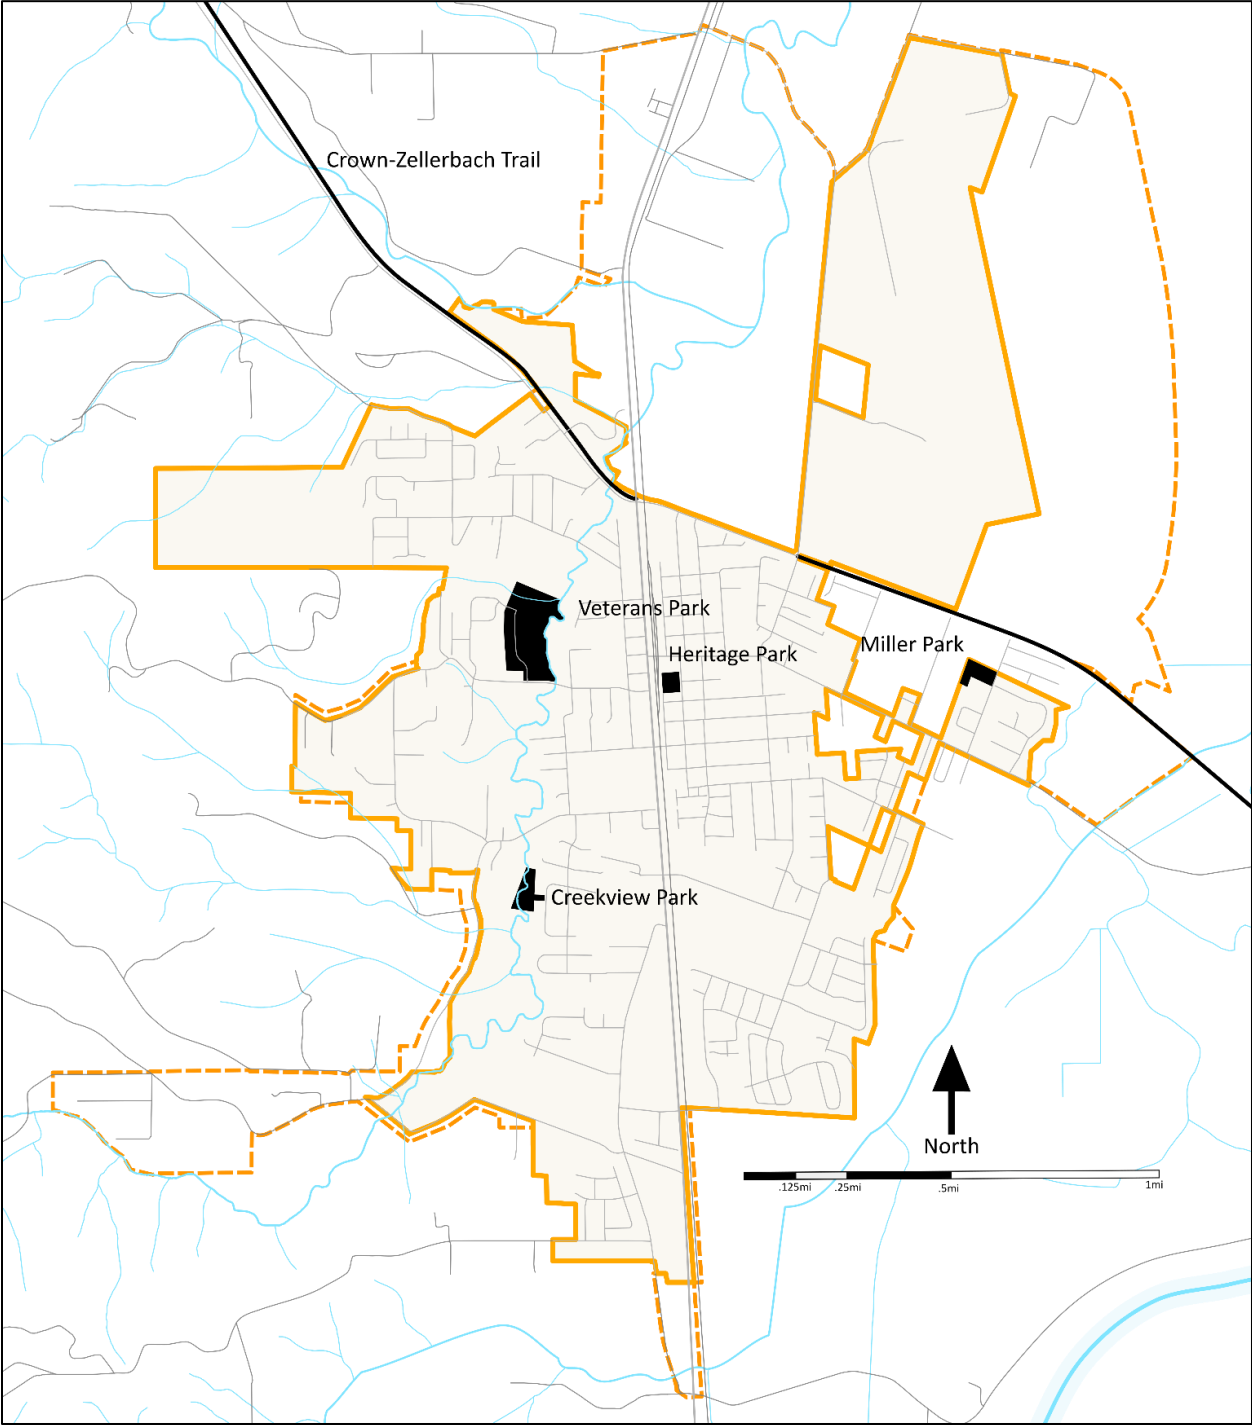 Crown-Zellerbach Trail
Veterans Park
Miller Park
Heritage Park
Creekview Park
North
.125mi .25mi .5mi 1mi